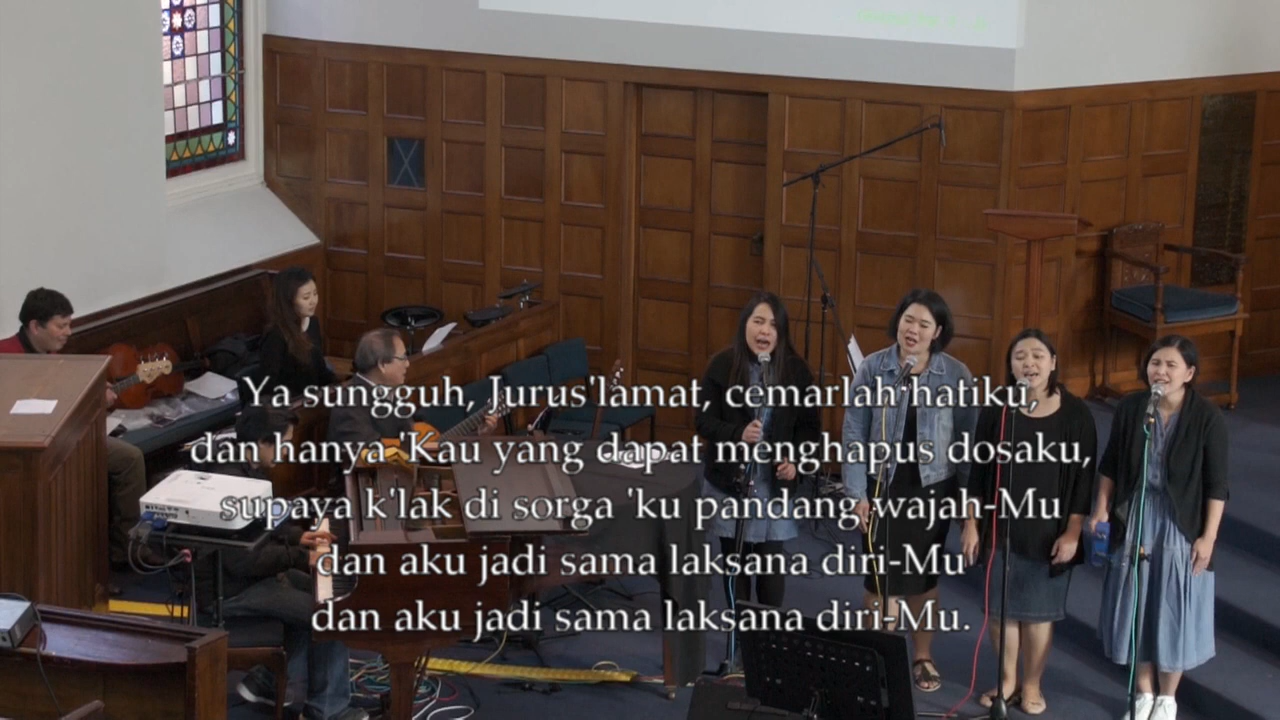 Ya sungguh, Jurus'lamat, cemarlah hatiku,
dan hanya 'Kau yang dapat menghapus dosaku,
supaya k'lak di sorga 'ku pandang wajah-Mu
dan aku jadi sama laksana diri-Mu
dan aku jadi sama laksana diri-Mu.